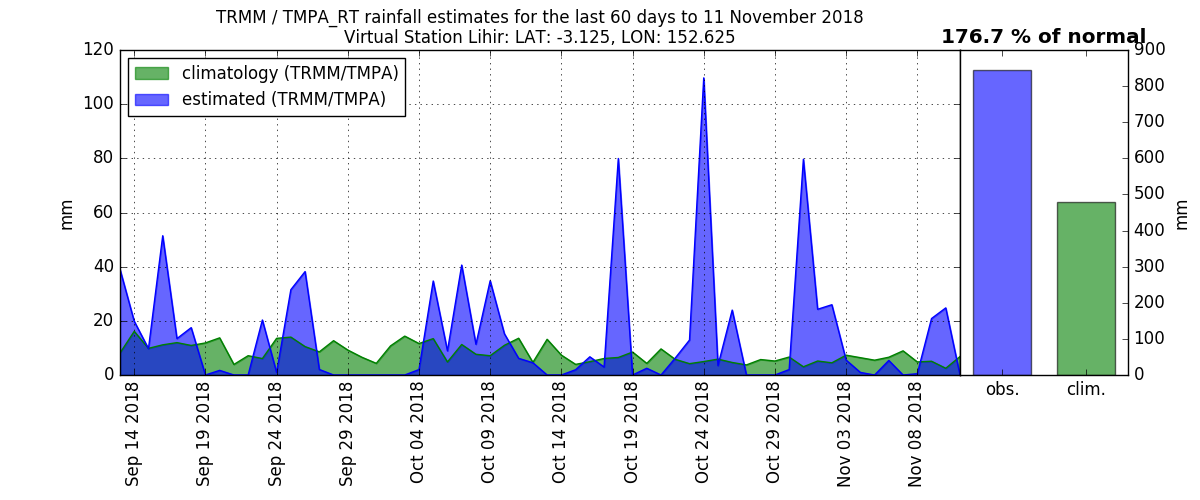 TRMM / TMPA_RT rainfall estimates for the last 60 days to 11 November 2018
Virtual Station Lihir: LAT: -3.125, LON: 152.625
176.7 % of normal
climatology (TRMM/TMPA)
estimated (TRMM/TMPA)
mm
120
100
80
60
40
20
0
Sep 14 2018
Sep 19 2018
Sep 24 2018
Sep 29 2018
Oct 04 2018
Oct 09 2018
Oct 14 2018
Oct 19 2018
Oct 24 2018
Oct 29 2018
Nov 03 2018
Nov 08 2018
obs.
clim.
900
800
700
600
500
400
300
200
100
0
mm